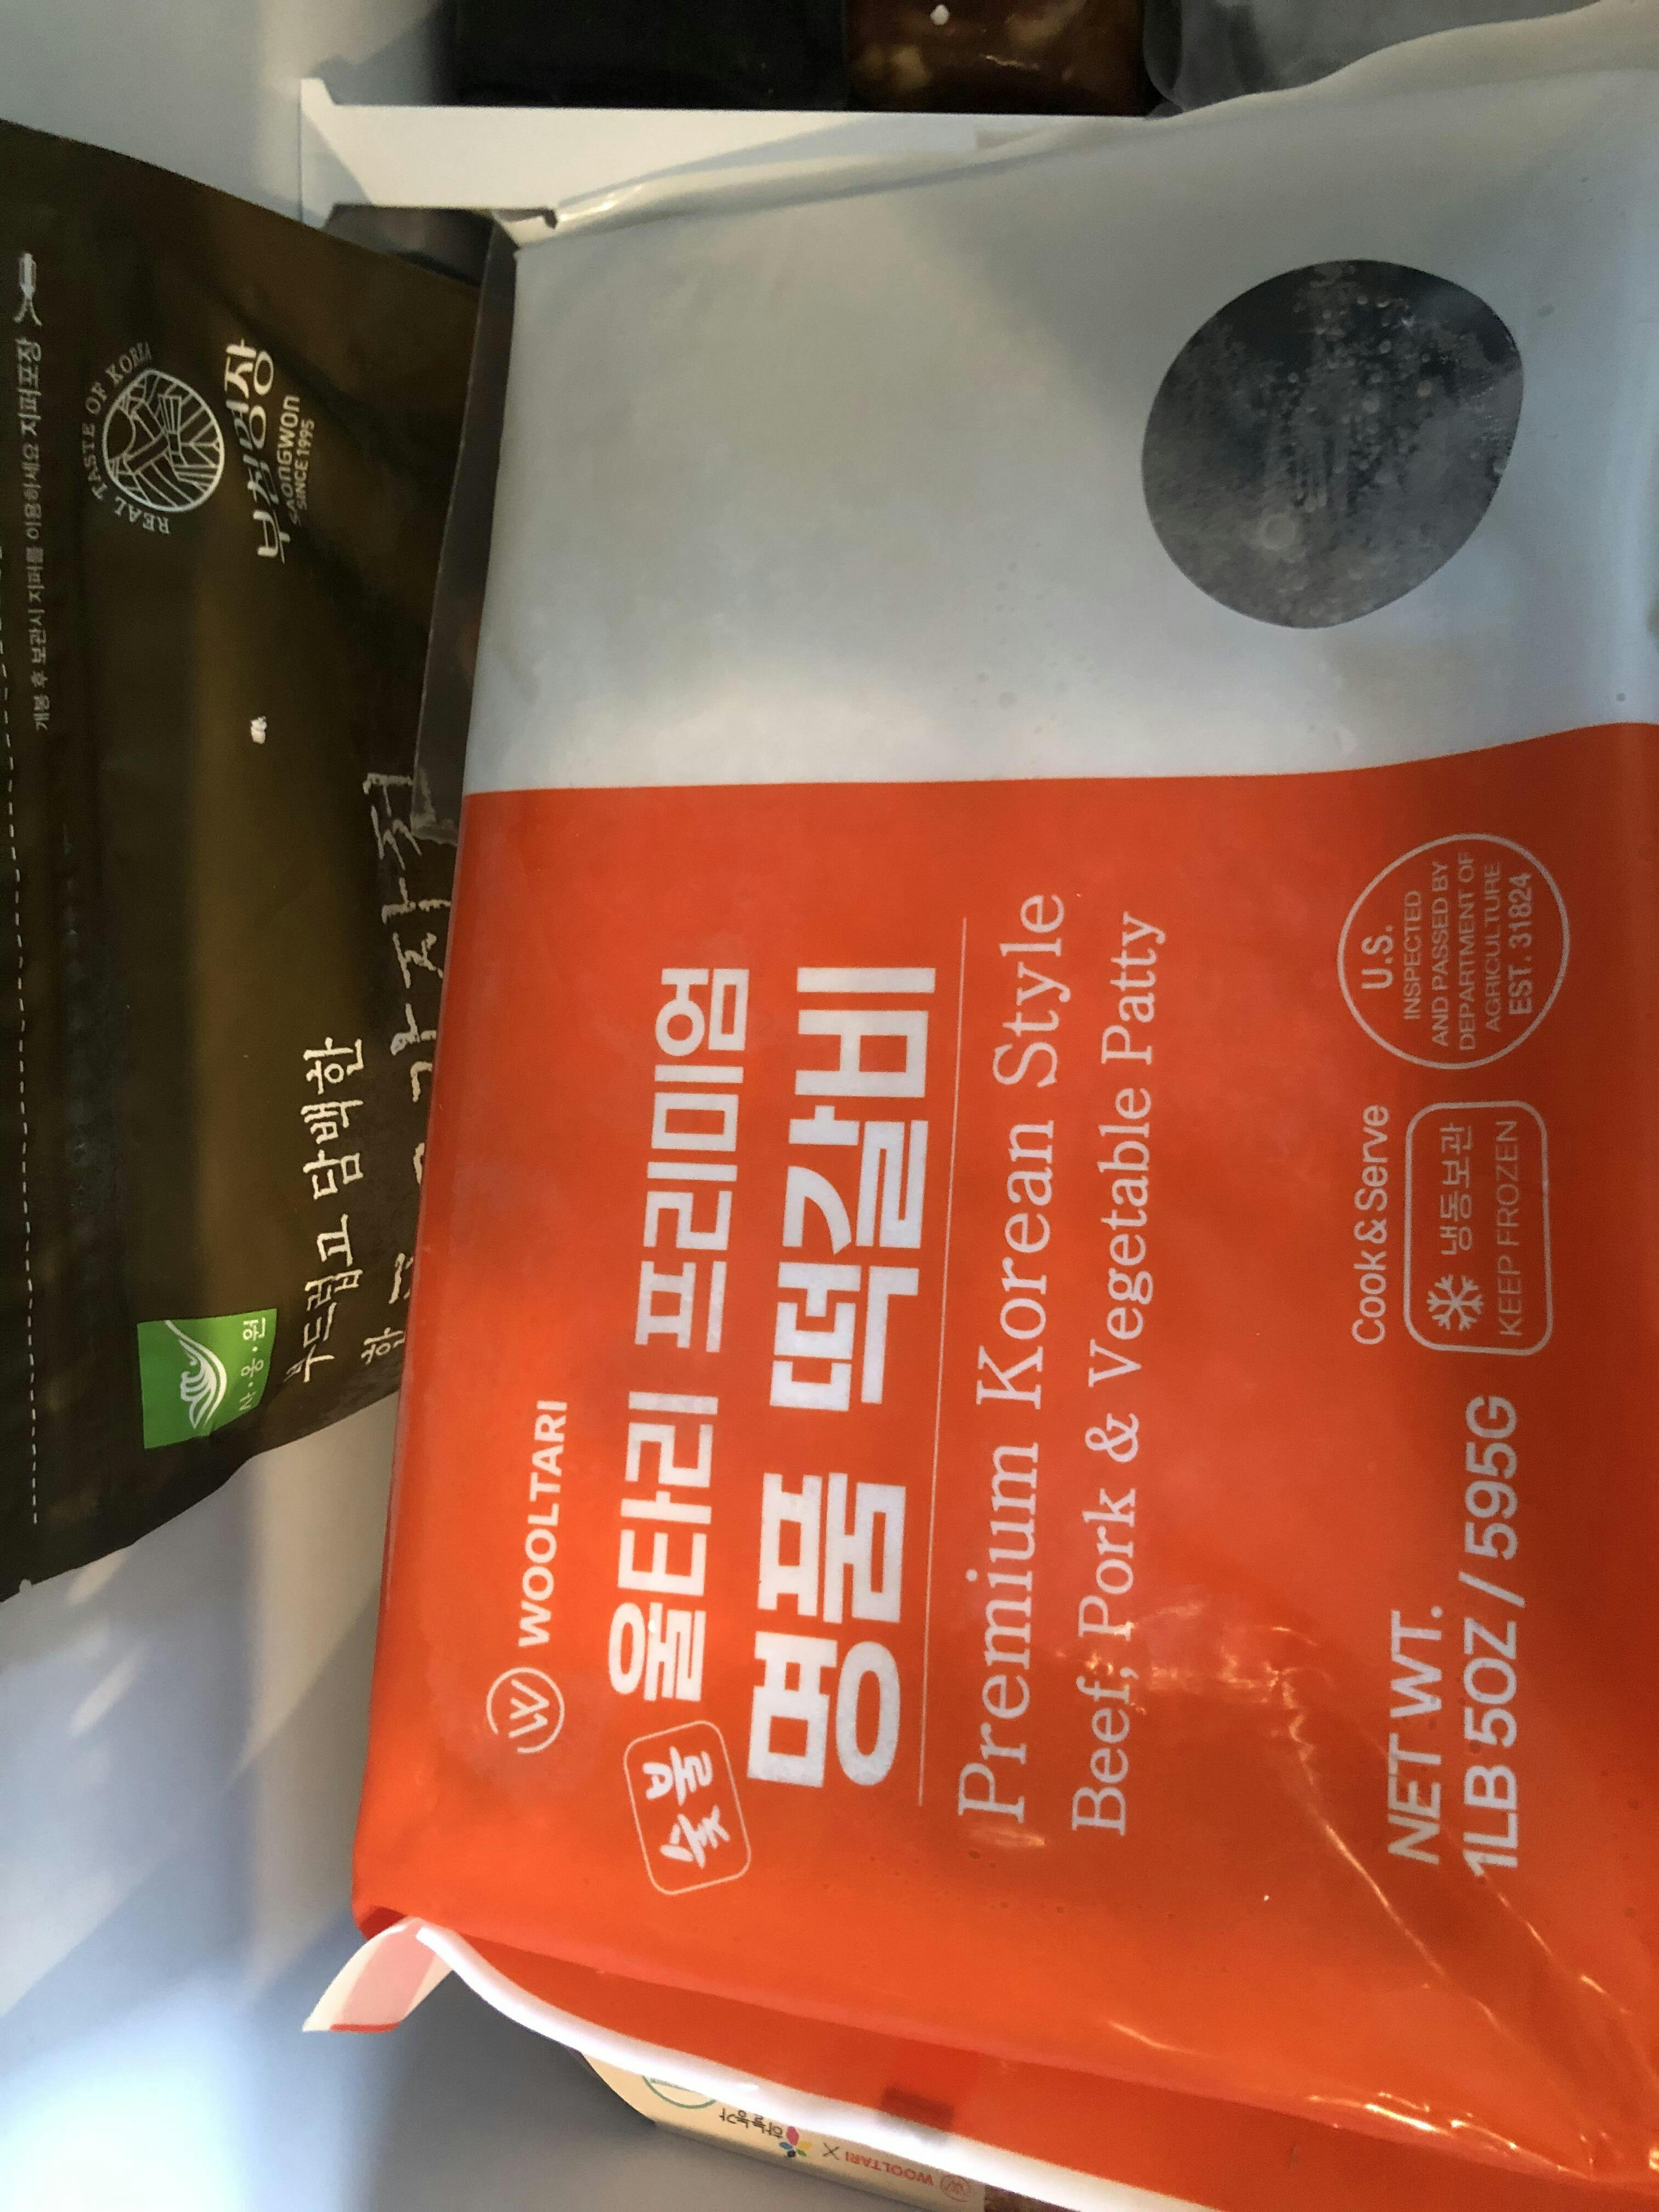 WOOLTARI
숯불
울타리 프리미엄
명품 떡갈비
Premium Korean Style
Beef, Pork & Vegetable Patty
NET WT.
1LB 5OZ / 595G
Cook & Serve
냉동보관
KEEP FROZEN
U.S.
INSPECTED
AND PASSED BY
DEPARTMENT OF
AGRICULTURE
EST. 31824
개봉 후 보관시 지퍼를 이용하세요 지퍼포장
REAL TASTE OF KOREA
부침명장
SAONGWON
SINCE 1995
사·옹·원
부드럽고 담백한
WOOLTARI X